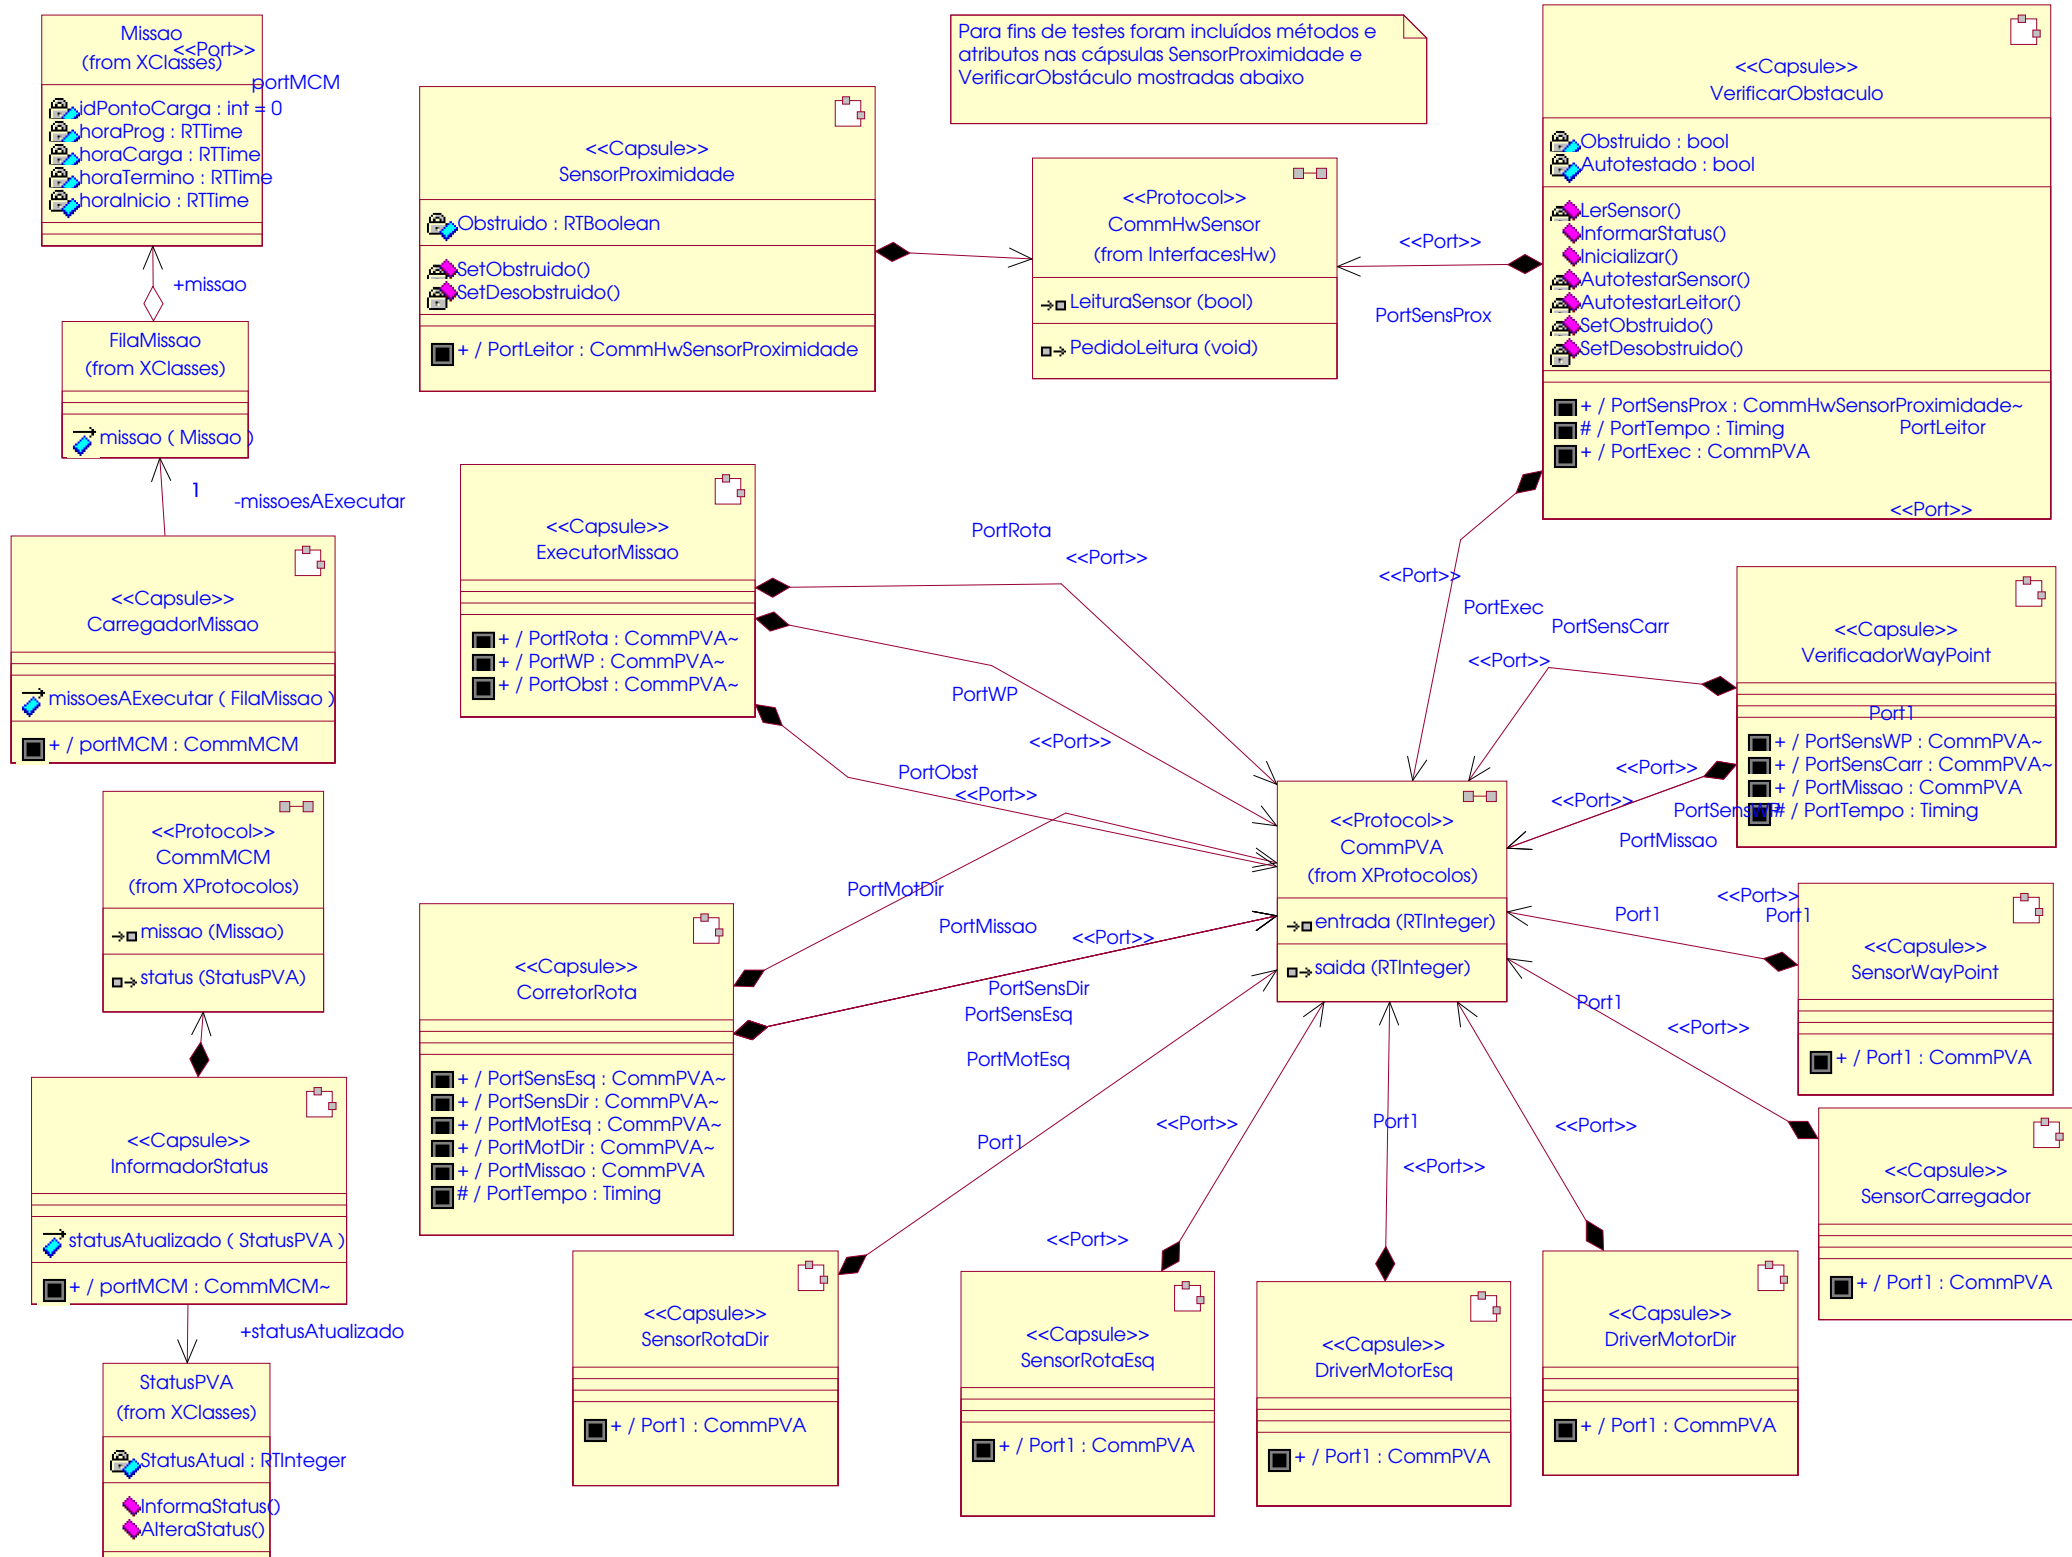 Missao
<<Port>>
(from XClasses)
portMCM
idPontoCarga : int = 0
horaProg : RTTime
horaCarga : RTTime
horaTermino : RTTime
horaInicio : RTTime
+missao
FilaMissao
(from XClasses)
missao ( Missao )
1
-missoesAExecutar
<<Capsule>>
CarregadorMissao
missoesAExecutar ( FilaMissao )
+ / portMCM : CommMCM
<<Protocol>>
CommMCM
(from XProtocolos)
missao (Missao)
status (StatusPVA)
<<Capsule>>
InformadorStatus
statusAtualizado ( StatusPVA )
+ / portMCM : CommMCM~
+statusAtualizado
StatusPVA
(from XClasses)
StatusAtual : RTInteger
InformaStatus()
AlteraStatus()
<<Capsule>>
SensorProximidade
Obstruido : RTBoolean
SetObstruido()
SetDesobstruido()
+ / PortLeitor : CommHwSensorProximidade
Para fins de testes foram incluídos métodos e
atributos nas cápsulas SensorProximidade e
VerificarObstáculo mostradas abaixo
<<Protocol>>
CommHwSensor
(from InterfacesHw)
LeituraSensor (bool)
PedidoLeitura (void)
<<Port>>
PortSensProx
<<Capsule>>
VerificarObstaculo
Obstruido : bool
Autotestado : bool
LerSensor()
InformarStatus()
Inicializar()
AutotestarSensor()
AutotestarLeitor()
SetObstruido()
SetDesobstruido()
+ / PortSensProx : CommHwSensorProximidade~
# / PortTempo : Timing
PortLeitor
+ / PortExec : CommPVA
<<Port>>
<<Capsule>>
ExecutorMissao
+ / PortRota : CommPVA~
+ / PortWP : CommPVA~
+ / PortObst : CommPVA~
PortRota
<<Port>>
PortWP
<<Port>>
PortObst
<<Port>>
<<Port>>
PortExec
PortSensCarr
<<Port>>
<<Capsule>>
VerificadorWayPoint
Port1
+ / PortSensWP : CommPVA~
+ / PortSensCarr : CommPVA~
+ / PortMissao : CommPVA
# / PortTempo : Timing
<<Port>>
<<Port>>
PortSensWP
PortMissao
<<Protocol>>
CommPVA
(from XProtocolos)
entrada (RTInteger)
saida (RTInteger)
PortMotDir
PortMissao
<<Port>>
PortSensDir
PortSensEsq
PortMotEsq
<<Capsule>>
CorretorRota
+ / PortSensEsq : CommPVA~
+ / PortSensDir : CommPVA~
+ / PortMotEsq : CommPVA~
+ / PortMotDir : CommPVA~
+ / PortMissao : CommPVA
# / PortTempo : Timing
<<Port>>
Port1
Port1
<<Capsule>>
SensorWayPoint
+ / Port1 : CommPVA
Port1
<<Port>>
<<Capsule>>
SensorCarregador
+ / Port1 : CommPVA
Port1
<<Port>>
<<Port>>
Port1
<<Port>>
<<Port>>
<<Capsule>>
SensorRotaDir
+ / Port1 : CommPVA
<<Capsule>>
SensorRotaEsq
+ / Port1 : CommPVA
<<Capsule>>
DriverMotorEsq
+ / Port1 : CommPVA
<<Capsule>>
DriverMotorDir
+ / Port1 : CommPVA